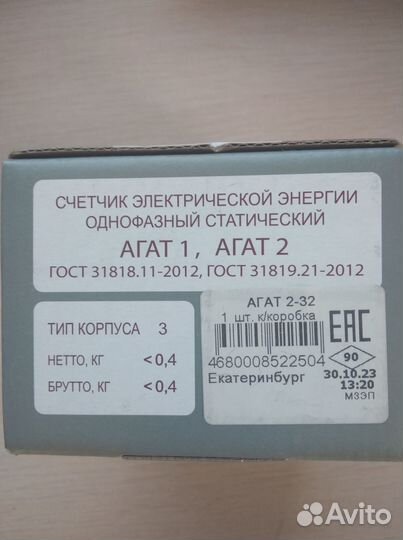 СЧЕТЧИК ЭЛЕКТРИЧЕСКОЙ ЭНЕРГИИ
ОДНОФАЗНЫЙ СТАТИЧЕСКИЙ
АГАТ 1, АГАТ 2
ГОСТ 31818.11-2012, ГОСТ 31819.21-2012
ТИП КОРПУСА 3
НЕТТО, КГ <0,4
БРУТТО, КГ <0,4
АГАТ 2-32
1 шт. к/коробка
4680008522504
Екатеринбург
EAC
90
30.10.23
13:20
МЗЭП
Avito